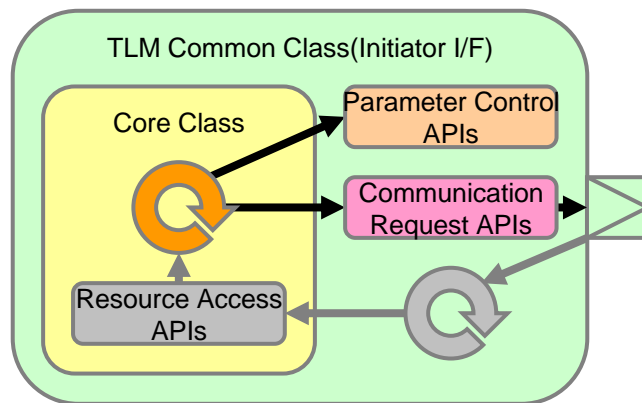 TLM Common Class(Initiator I/F)
Core Class
Parameter Control
APIs
Communication
Request APIs
Resource Access
APIs